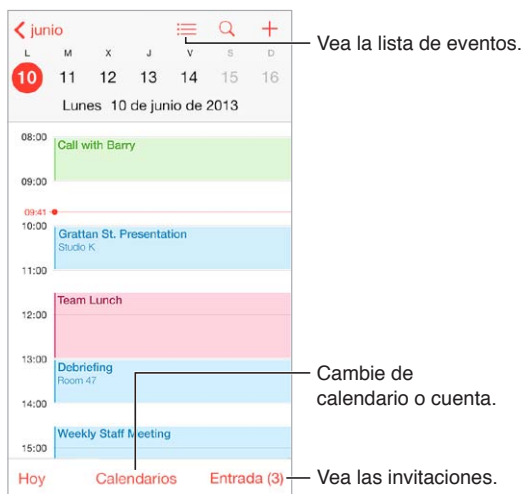 junio
Vea la lista de eventos.
L M X J V S D
10 11 12 13 14 15 16
Lunes 10 de junio de 2013
08:00
Call with Barry
09:00
09:41
10:00
Grattan St. Presentation
Studio K
11:00
Team Lunch
12:00
13:00
Debriefing
Room 47
Cambie de
calendario o cuenta.
14:00
Weekly Staff Meeting
15:00
Hoy Calendarios Entrada (3)
Vea las invitaciones.